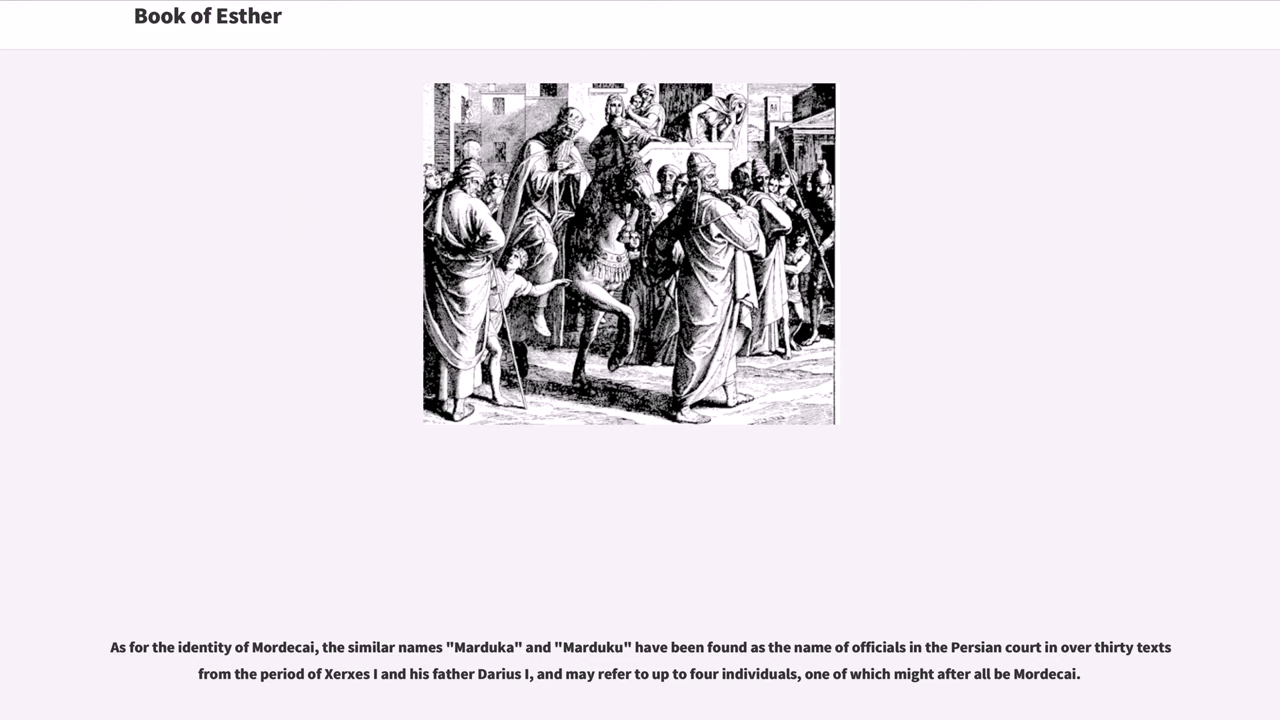 Book of Esther
As for the identity of Mordecai, the similar names "Marduka" and "Marduku" have been found as the name of officials in the Persian court in over thirty texts
from the period of Xerxes I and his father Darius I, and may refer to up to four individuals, one of which might after all be Mordecai.